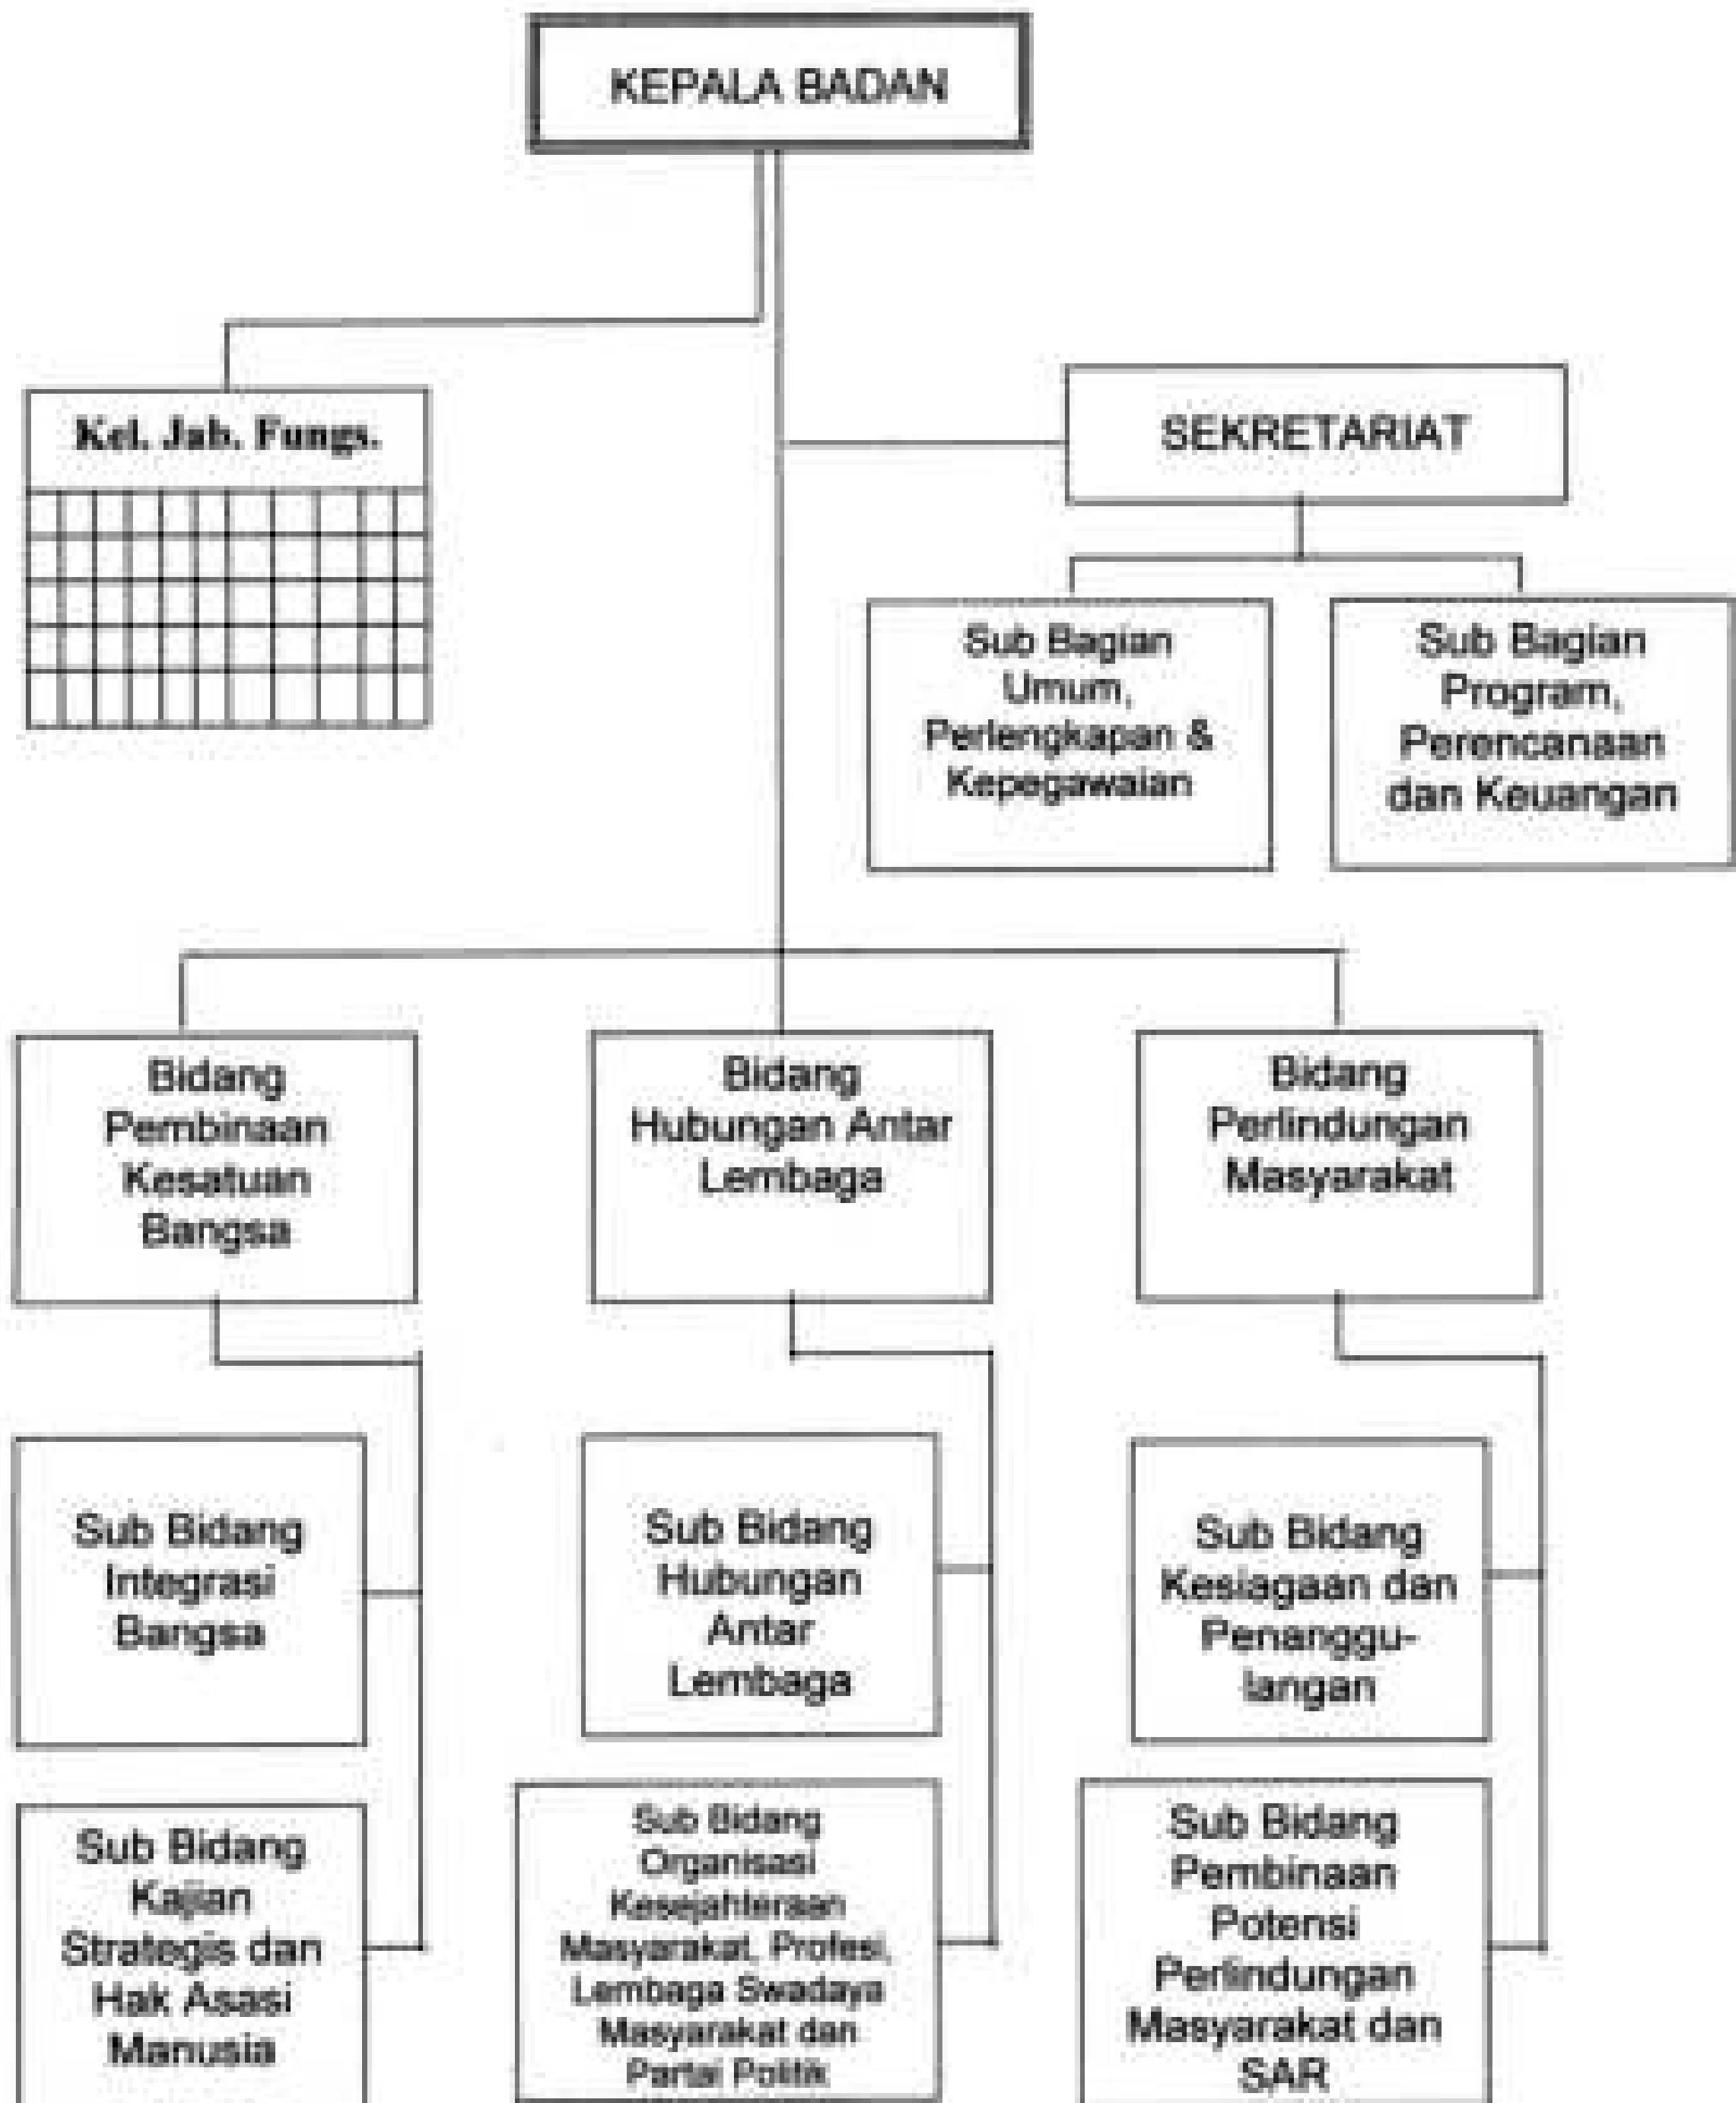 KEPALA BADAN
Kel. Jab. Fungs.
SEKRETARIAT
Sub Bagian
Umum,
Perlengkapan &
Kepegawaian
Sub Bagian
Program,
Perencanaan
dan Keuangan
Bidang
Pembinaan
Kesatuan
Bangsa
Bidang
Hubungan Antar
Lembaga
Bidang
Perlindungan
Masyarakat
Sub Bidang
Integrasi
Bangsa
Sub Bidang
Hubungan
Antar
Lembaga
Sub Bidang
Kesiagaan dan
Penanggu-
langan
Sub Bidang
Kajian
Strategis dan
Hak Asasi
Manusia
Sub Bidang
Organisasi
Kesejahteraan
Masyarakat, Profesi,
Lembaga Swadaya
Masyarakat dan
Partai Politik
Sub Bidang
Pembinaan
Potensi
Perlindungan
Masyarakat dan
SAR